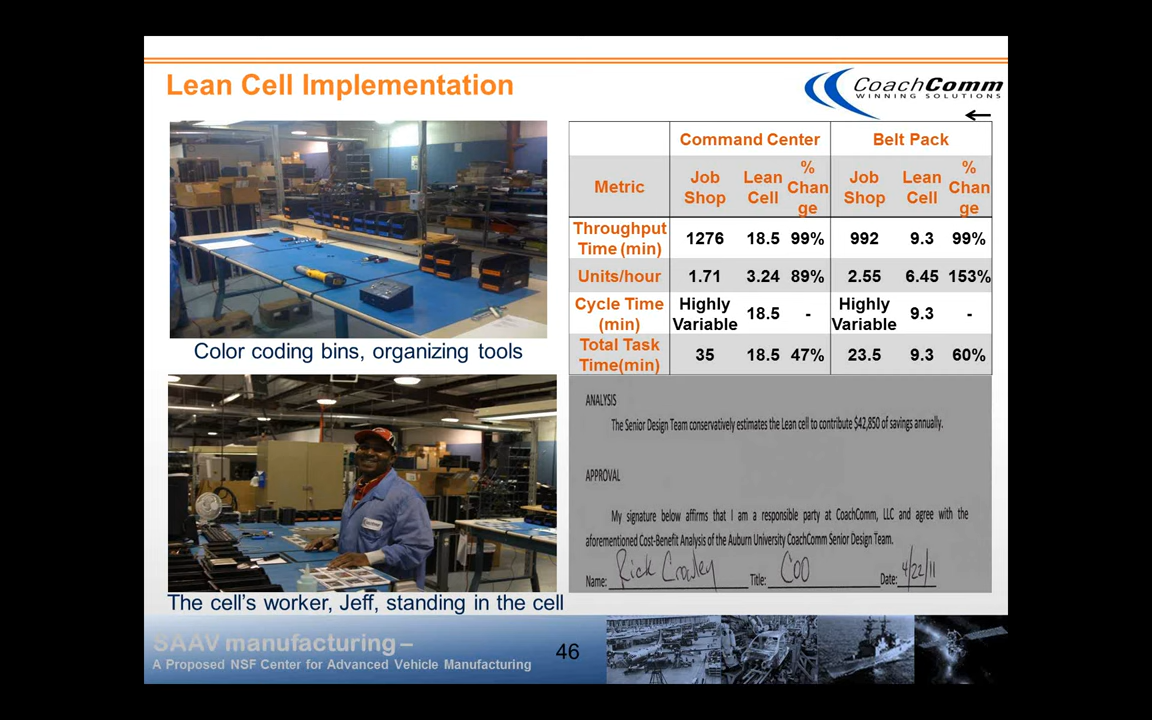 Lean Cell Implementation
CoachComm
WINNING SOLUTIONS
Command Center Belt Pack
Metric Job Shop Lean Cell % Change Job Shop Lean Cell % Change
Throughput Time (min) 1276 18.5 99% 992 9.3 99%
Units/hour 1.71 3.24 89% 2.55 6.45 153%
Cycle Time (min) Highly Variable 18.5 - Highly Variable 9.3 -
Total Task Time(min) 35 18.5 47% 23.5 9.3 60%
Color coding bins, organizing tools
The cell's worker, Jeff, standing in the cell
ANALYSIS
The Senior Design Team conservatively estimates the Lean cell to contribute $42,850 of savings annually.
APPROVAL
My signature below affirms that I am a responsible party at CoachComm, LLC and agree with the
aforementioned Cost-Benefit Analysis of the Auburn University CoachComm Senior Design Team.
Name: Rick Crowley Title: COO Date: 4/22/11
SAAV manufacturing –
A Proposed NSF Center for Advanced Vehicle Manufacturing
46